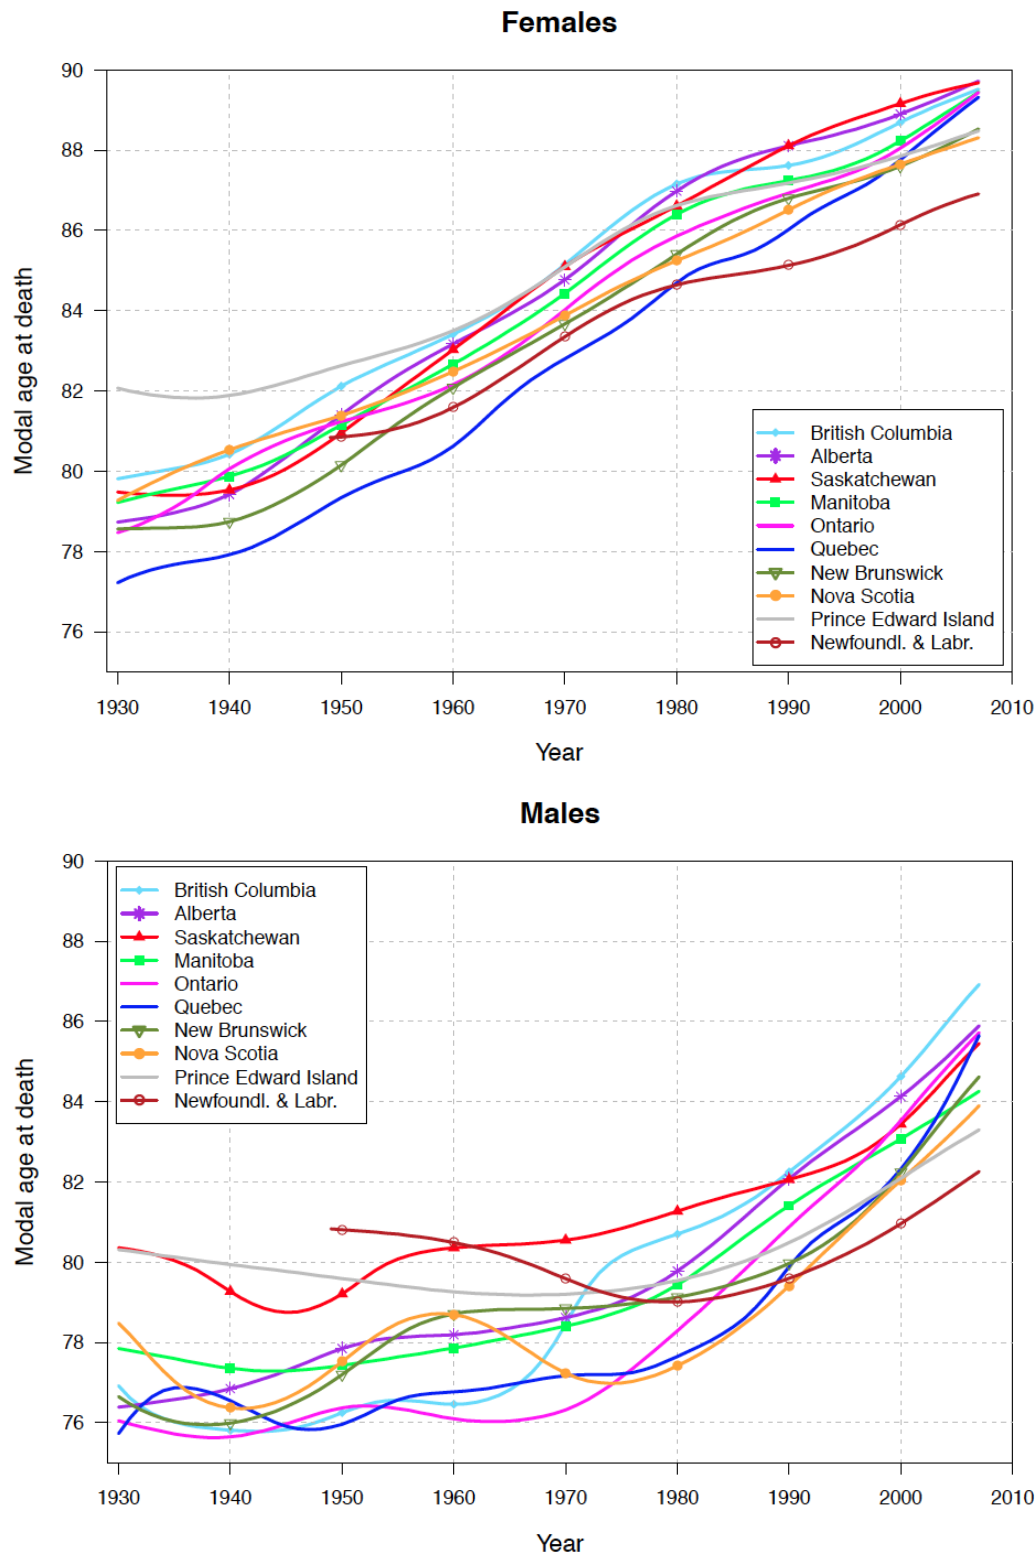 Females
Modal age at death
90
88
86
84
82
80
78
76
British Columbia
Alberta
Saskatchewan
Manitoba
Ontario
Quebec
New Brunswick
Nova Scotia
Prince Edward Island
Newfoundl. & Labr.
1930 1940 1950 1960 1970 1980 1990 2000 2010
Year
Males
Modal age at death
90
88
86
84
82
80
78
76
British Columbia
Alberta
Saskatchewan
Manitoba
Ontario
Quebec
New Brunswick
Nova Scotia
Prince Edward Island
Newfoundl. & Labr.
1930 1940 1950 1960 1970 1980 1990 2000 2010
Year